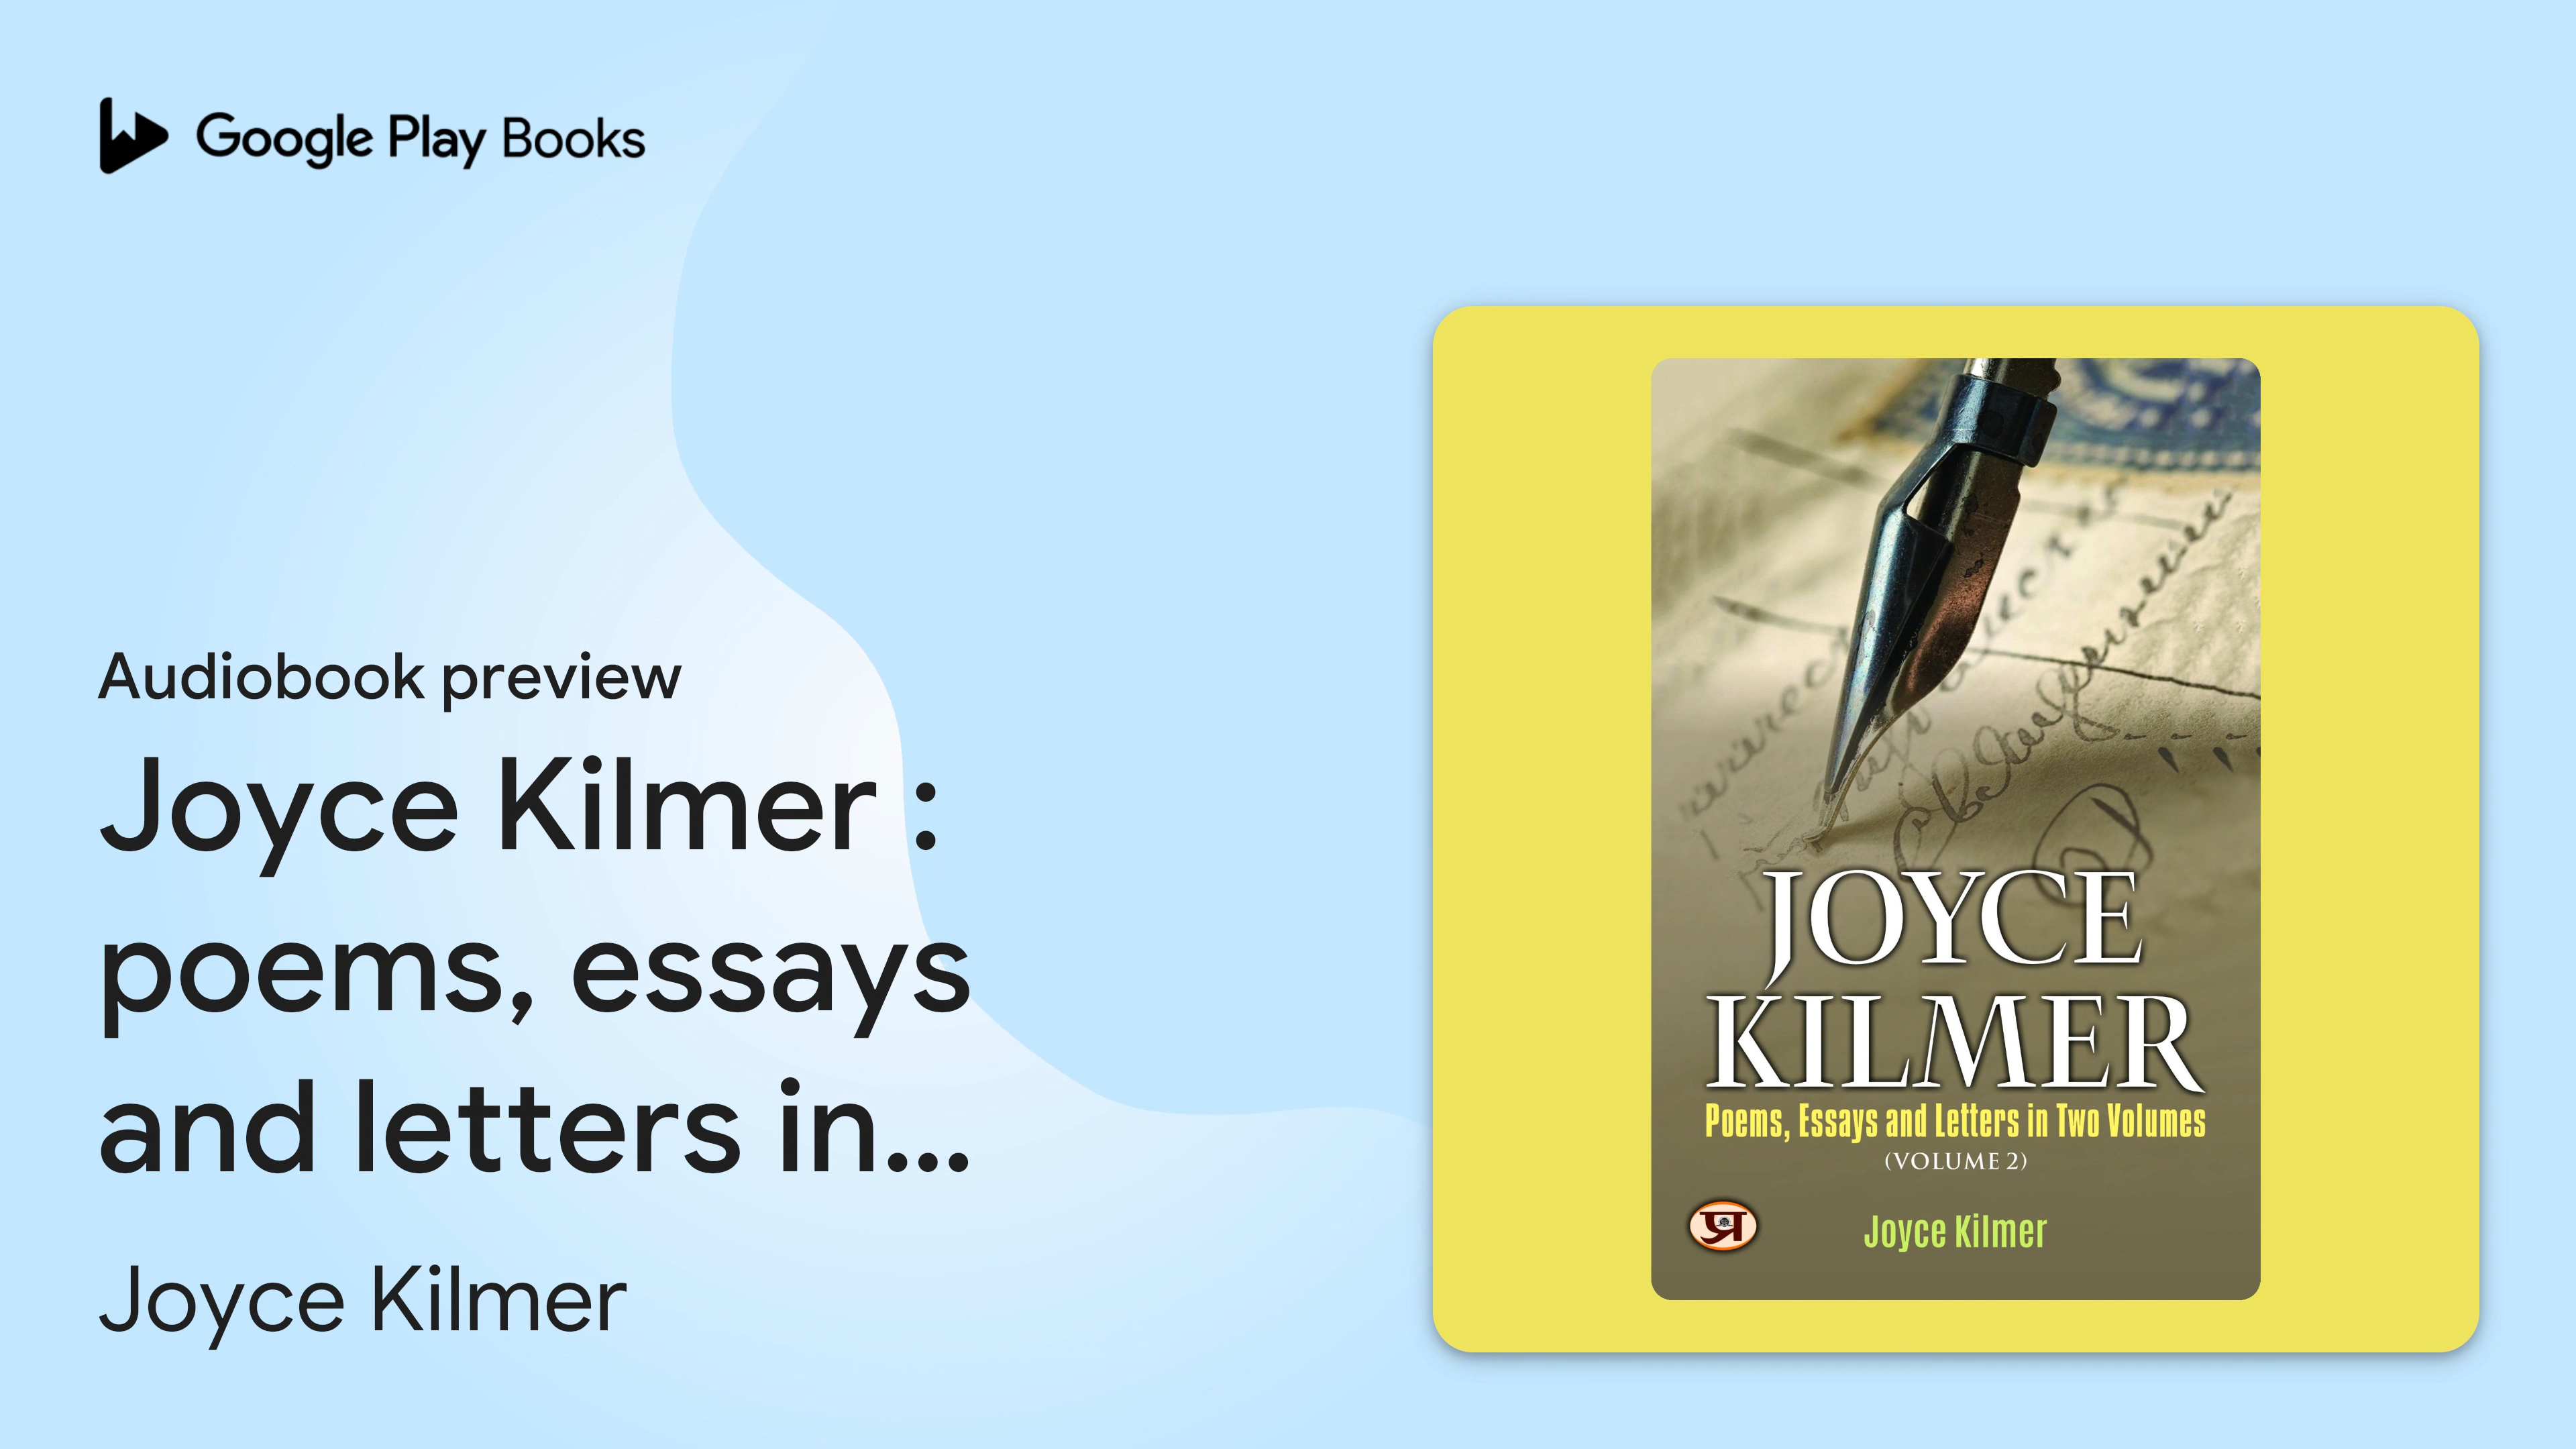 Google Play Books
Audiobook preview
Joyce Kilmer :
poems, essays
and letters in...
Joyce Kilmer
JOYCE
KILMER
Poems, Essays and Letters in Two Volumes
(VOLUME 2)
प्र
Joyce Kilmer